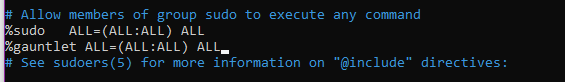 # Allow members of group sudo to execute any command
%sudo   ALL=(ALL:ALL) ALL
%gauntlet ALL=(ALL:ALL) ALL
# See sudoers(5) for more information on "@include" directives: